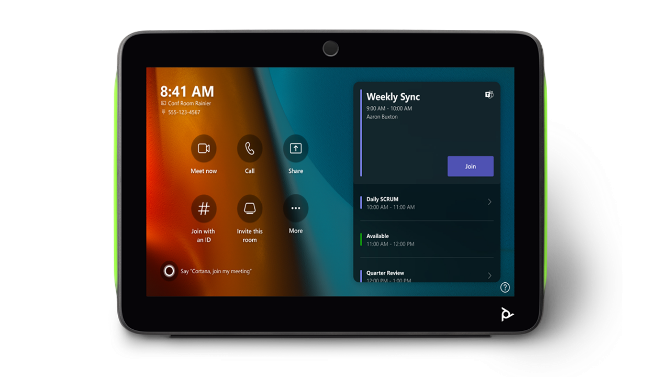 8:41 AM
Conf Room Rainier
555-123-4567
Meet now
Call
Share
#
Join with
an ID
Invite this
room
More
Say "Cortana, join my meeting"
Weekly Sync
9:00 AM - 10:00 AM
Aaron Buxton
Join
Daily SCRUM
10:00 AM - 11:00 AM
Available
11:00 AM - 12:00 PM
Quarter Review
12:00 PM - 1:00 PM
?